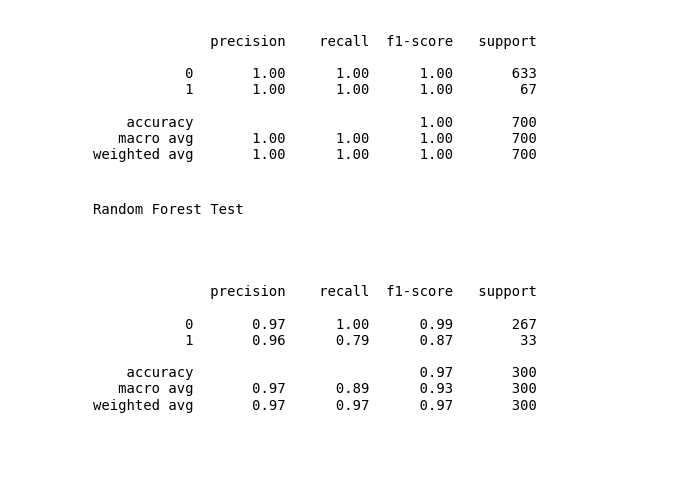 precision recall f1-score support
0 1.00 1.00 1.00 633
1 1.00 1.00 1.00 67
accuracy 1.00 700
macro avg 1.00 1.00 1.00 700
weighted avg 1.00 1.00 1.00 700
Random Forest Test
precision recall f1-score support
0 0.97 1.00 0.99 267
1 0.96 0.79 0.87 33
accuracy 0.97 300
macro avg 0.97 0.89 0.93 300
weighted avg 0.97 0.97 0.97 300